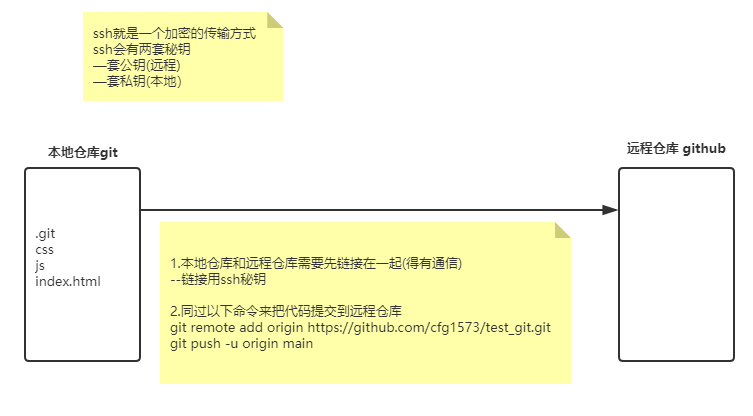 ssh就是一个加密的传输方式
ssh会有两套秘钥
—套公钥(远程)
—套私钥(本地)
本地仓库git
远程仓库 github
.git
css
js
index.html
1.本地仓库和远程仓库需要先链接在一起(得有通信)
--链接用ssh秘钥
2.同过以下命令来把代码提交到远程仓库
git remote add origin https://github.com/cfg1573/test_git.git
git push -u origin main